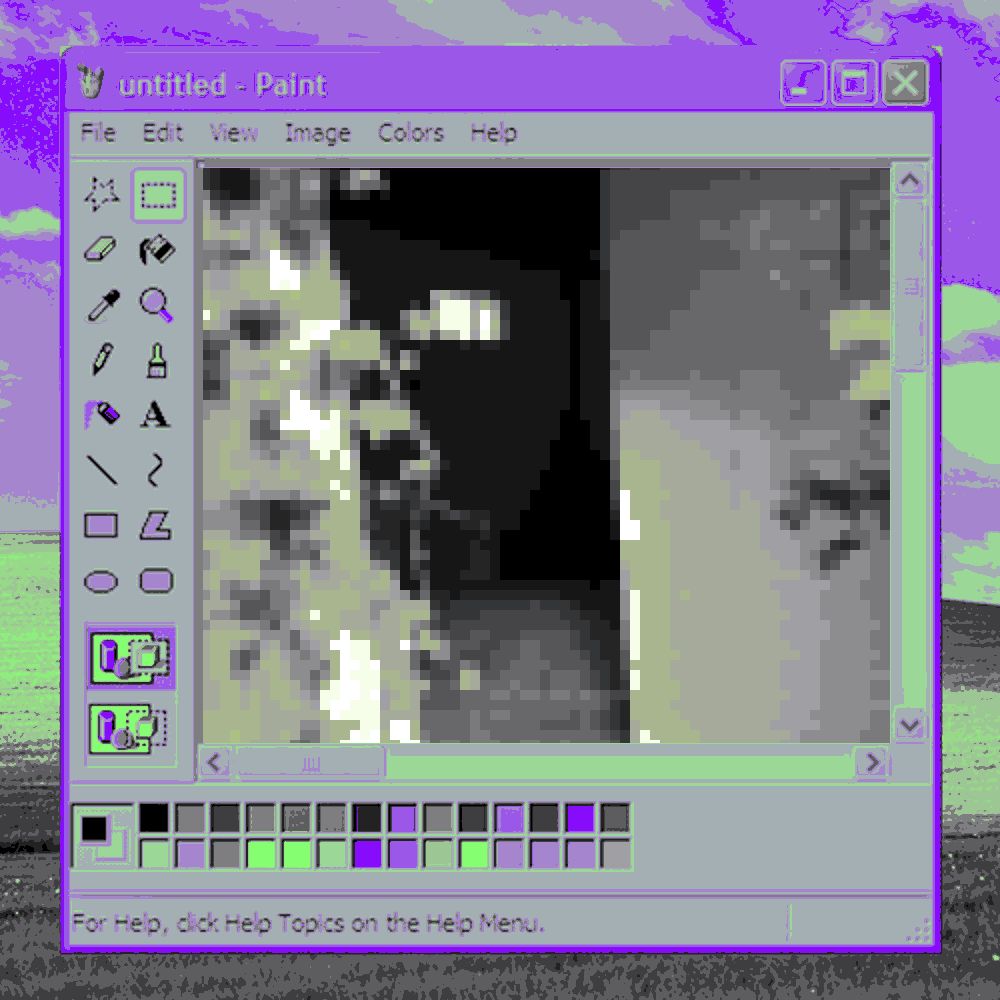 untitled - Paint
File Edit View Image Colors Help
A
For Help, click Help Topics on the Help Menu.